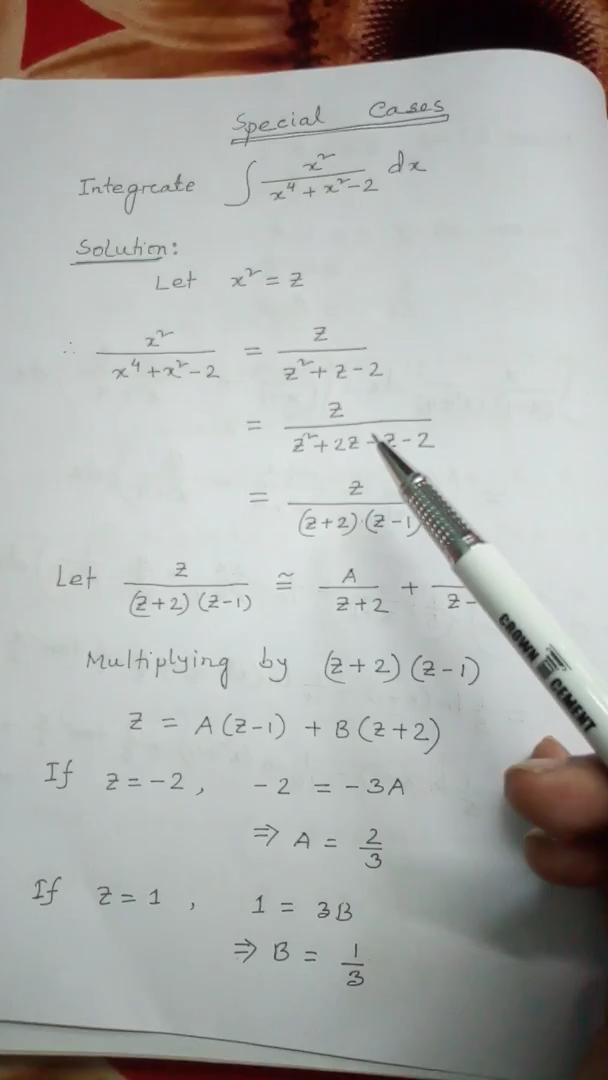 Special Cases
Integrate ∫ x²/(x⁴ + x² - 2) dx
Solution:
Let x² = z
∴ x²/(x⁴ + x² - 2) = z/(z² + z - 2)
= z/(z² + 2z - z - 2)
= z/((z+2)·(z-1)
Let z/((z+2)(z-1)) ≅ A/(z+2) + /(z-
Multiplying by (z+2)(z-1)
z = A(z-1) + B(z+2)
If z = -2, -2 = -3A
⇒ A = 2/3
If z = 1, 1 = 3B
⇒ B = 1/3
CROWN CEMENT